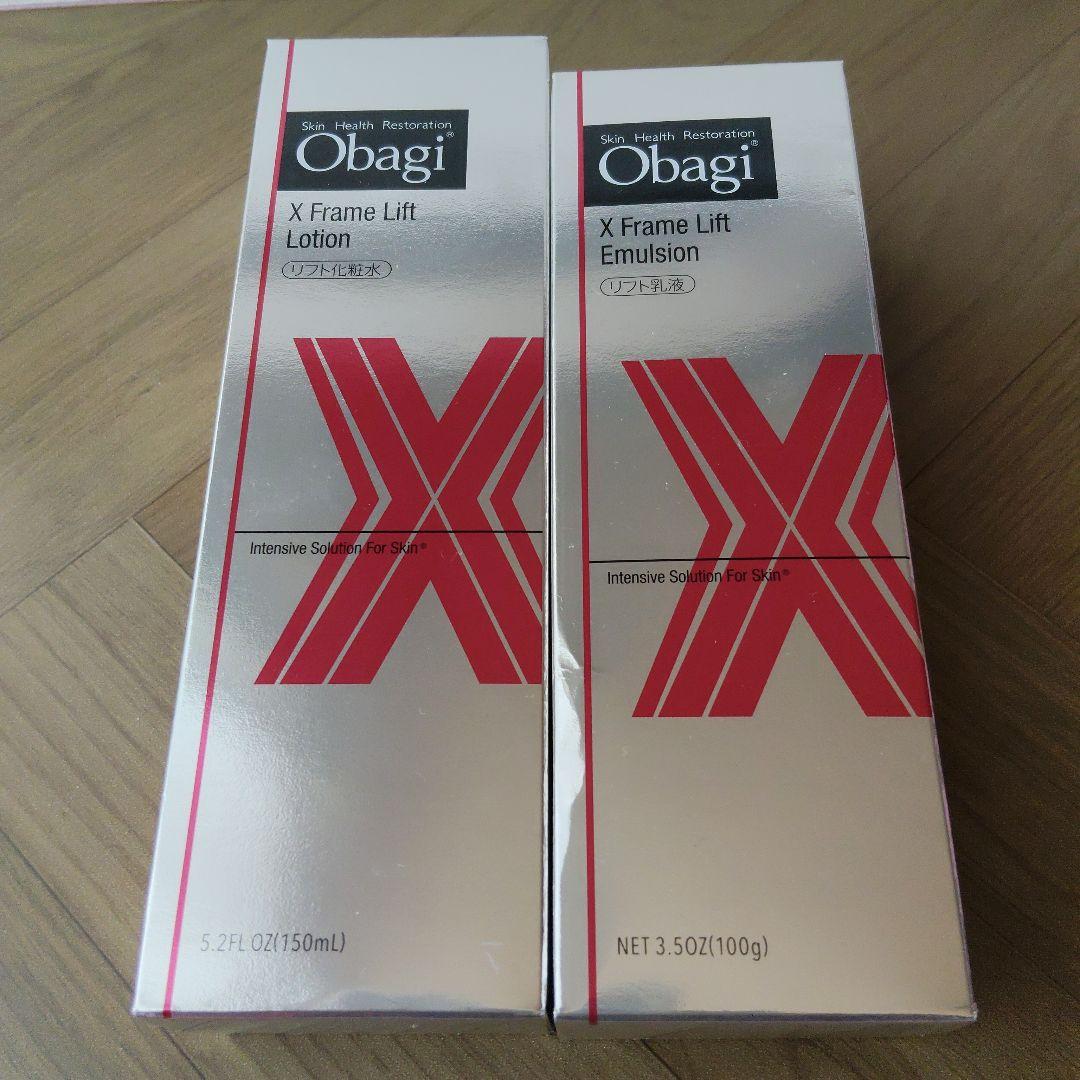 Skin Health Restoration
Obagi®
X Frame Lift
Lotion
リフト化粧水
X
Intensive Solution For Skin®
5.2FL OZ(150mL)
Skin Health Restoration
Obagi®
X Frame Lift
Emulsion
リフト乳液
X
Intensive Solution For Skin®
NET 3.5OZ(100g)